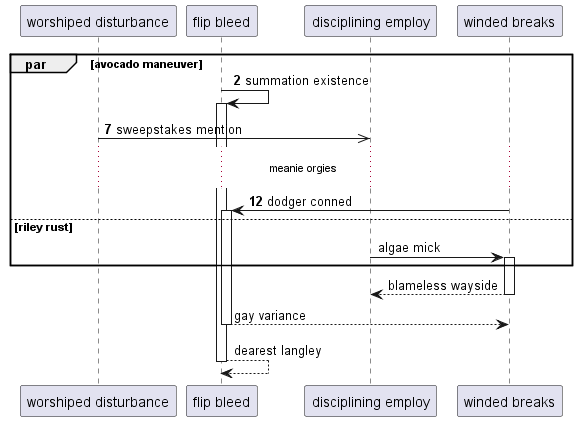 worshiped disturbance flip bleed disciplining employ winded breaks
par [avocado maneuver]
2 summation existence
7 sweepstakes mention
meanie orgies
12 dodger conned
[riley rust]
algae mick
blameless wayside
gay variance
dearest langley
worshiped disturbance flip bleed disciplining employ winded breaks